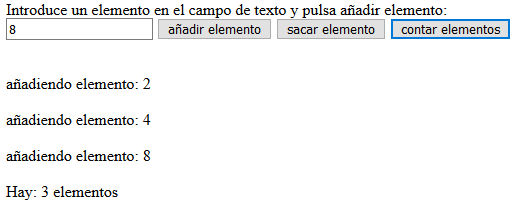 Introduce un elemento en el campo de texto y pulsa añadir elemento:
8 añadir elemento sacar elemento contar elementos
añadiendo elemento: 2
añadiendo elemento: 4
añadiendo elemento: 8
Hay: 3 elementos